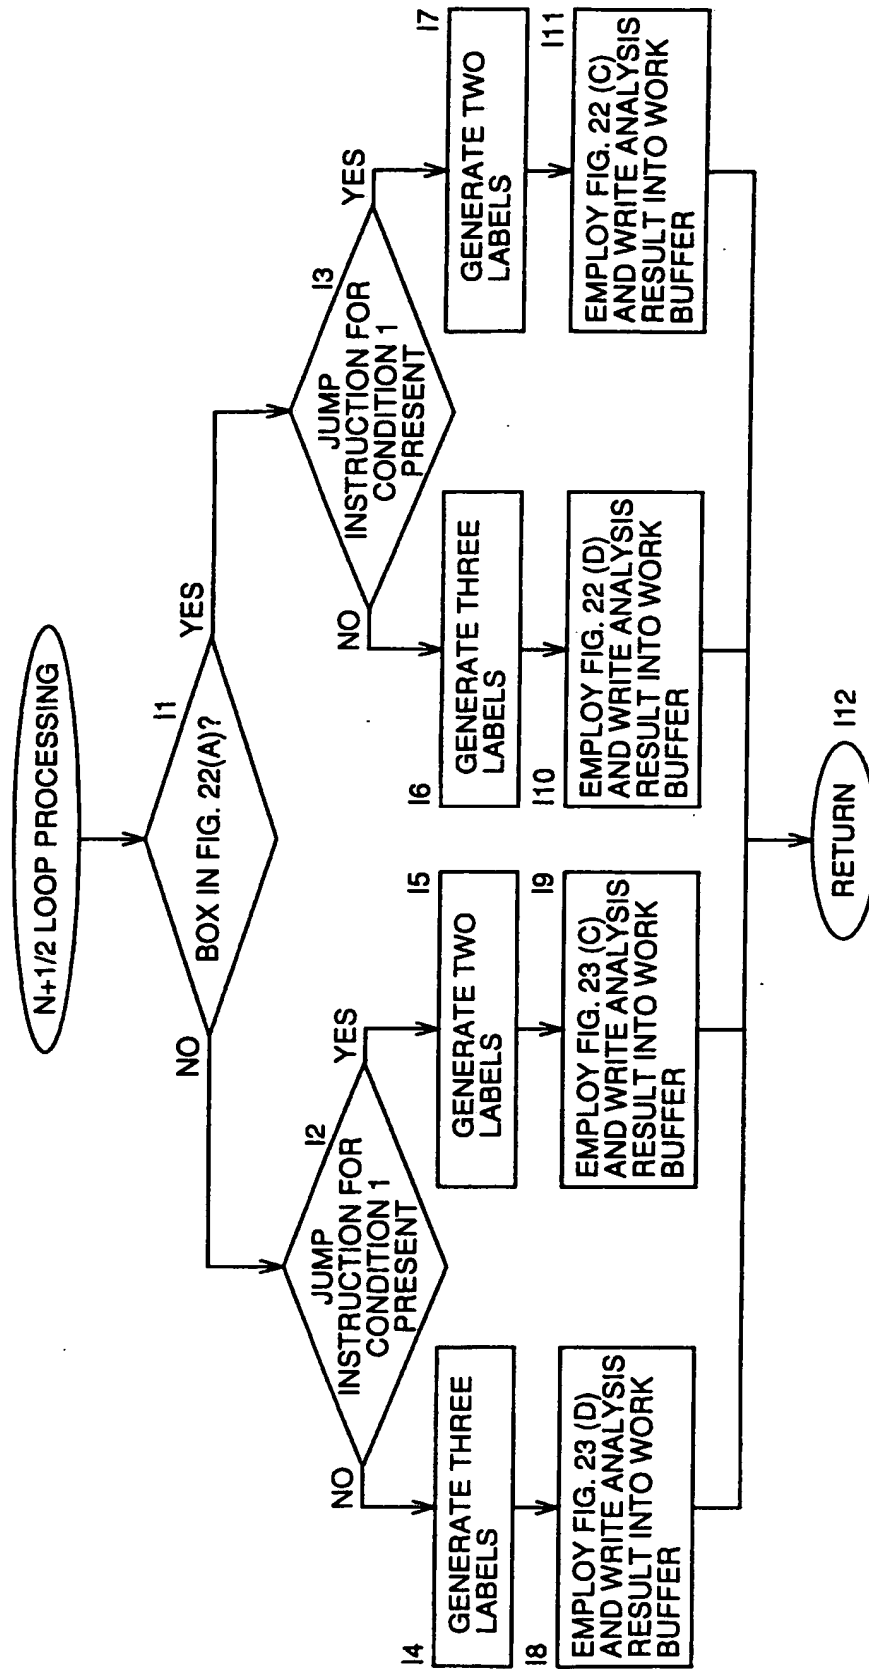 N+1/2 LOOP PROCESSING
I1
BOX IN FIG. 22(A)?
NO
YES
I2
JUMP
INSTRUCTION FOR
CONDITION 1
PRESENT
NO
YES
I3
JUMP
INSTRUCTION FOR
CONDITION 1
PRESENT
NO
YES
I4
GENERATE THREE
LABELS
I5
GENERATE TWO
LABELS
I6
GENERATE THREE
LABELS
I7
GENERATE TWO
LABELS
I8
EMPLOY FIG. 23 (D)
AND WRITE ANALYSIS
RESULT INTO WORK
BUFFER
I9
EMPLOY FIG. 23 (C)
AND WRITE ANALYSIS
RESULT INTO WORK
BUFFER
I10
EMPLOY FIG. 22 (D)
AND WRITE ANALYSIS
RESULT INTO WORK
BUFFER
I11
EMPLOY FIG. 22 (C)
AND WRITE ANALYSIS
RESULT INTO WORK
BUFFER
RETURN
I12